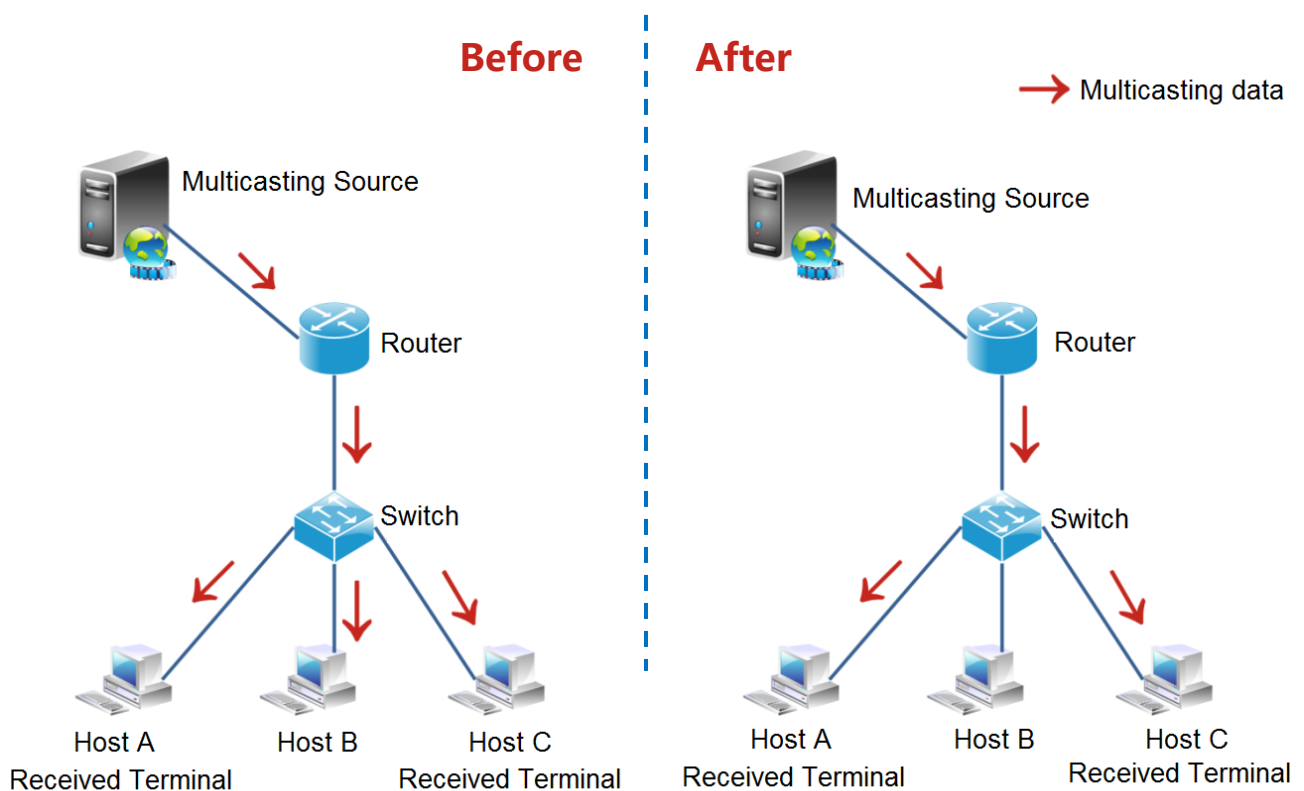 Before
Multicasting Source
Router
Switch
Host A
Received Terminal
Host B
Host C
Received Terminal
After
Multicasting data
Multicasting Source
Router
Switch
Host A
Received Terminal
Host B
Host C
Received Terminal